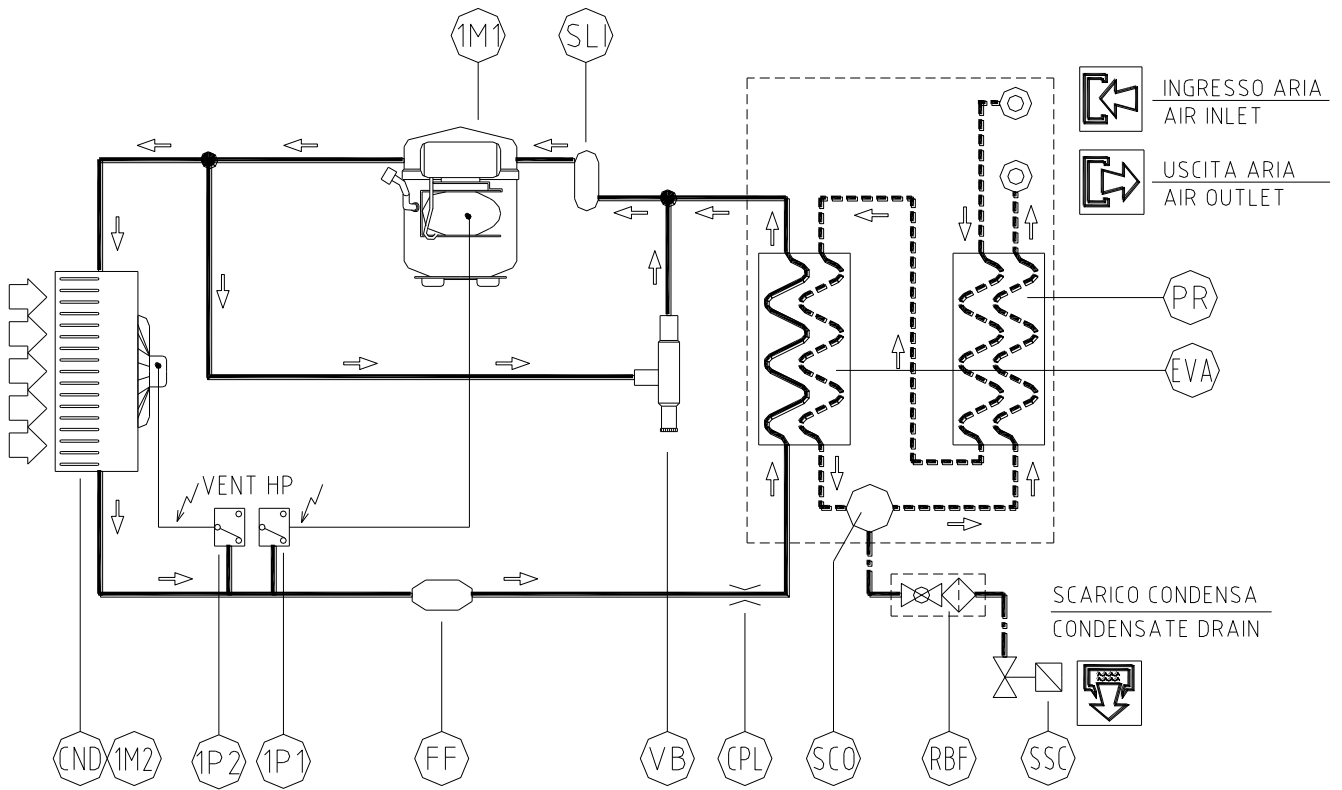 1M1
SLI
INGRESSO ARIA
AIR INLET
USCITA ARIA
AIR OUTLET
PR
EVA
VENT HP
SCARICO CONDENSA
CONDENSATE DRAIN
CND
1M2
1P2
1P1
FF
VB
CPL
SCO
RBF
SSC